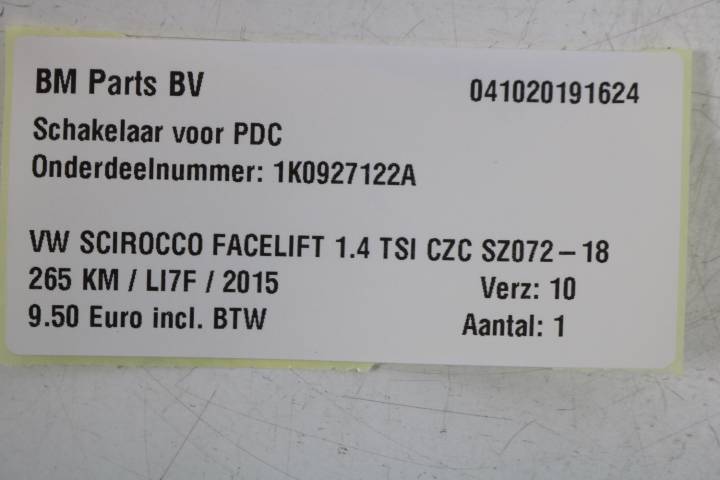 BM Parts BV 041020191624
Schakelaar voor PDC
Onderdeelnummer: 1K0927122A
VW SCIROCCO FACELIFT 1.4 TSI CZC SZ072-18
265 KM / LI7F / 2015 Verz: 10
9.50 Euro incl. BTW Aantal: 1